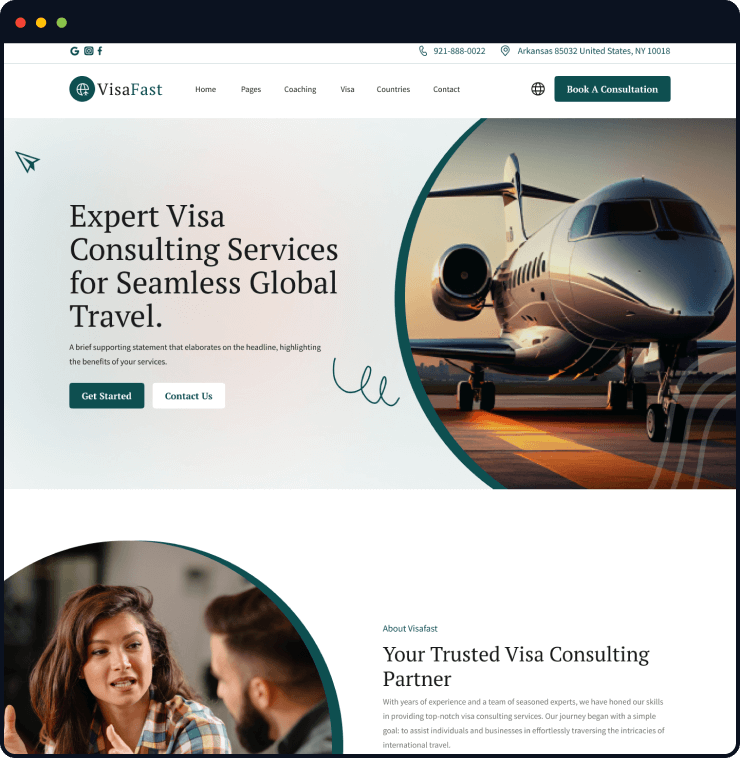 921-888-0022 Arkansas 85032 United States, NY 10018
VisaFast Home Pages Coaching Visa Countries Contact Book A Consultation
Expert Visa
Consulting Services
for Seamless Global
Travel.
A brief supporting statement that elaborates on the headline, highlighting
the benefits of your services.
Get Started Contact Us
About Visafast
Your Trusted Visa Consulting
Partner
With years of experience and a team of seasoned experts, we have honed our skills
in providing top-notch visa consulting services. Our journey began with a simple
goal: to assist individuals and businesses in effortlessly traversing the intricacies of
international travel.